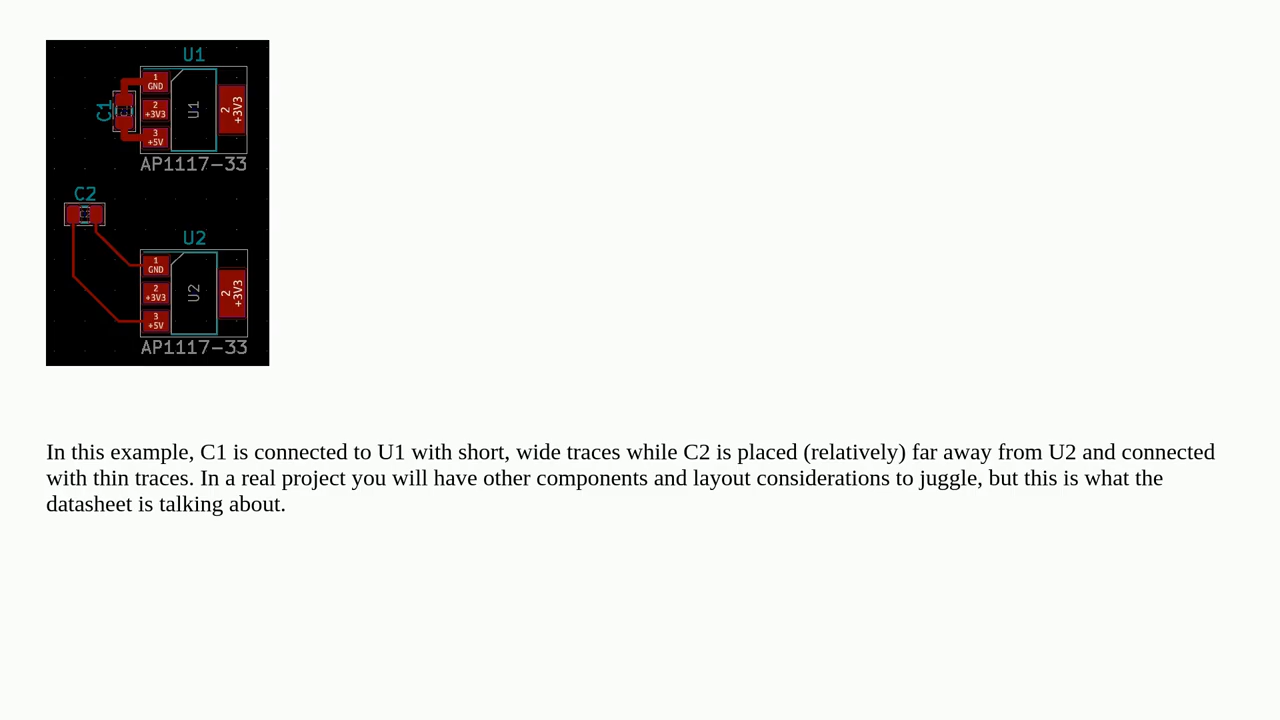 U1
C1
1
GND
2
+3V3
3
+5V
U1
2
+3V3
AP1117-33
C2
U2
1
GND
2
+3V3
3
+5V
U2
2
+3V3
AP1117-33
In this example, C1 is connected to U1 with short, wide traces while C2 is placed (relatively) far away from U2 and connected
with thin traces. In a real project you will have other components and layout considerations to juggle, but this is what the
datasheet is talking about.